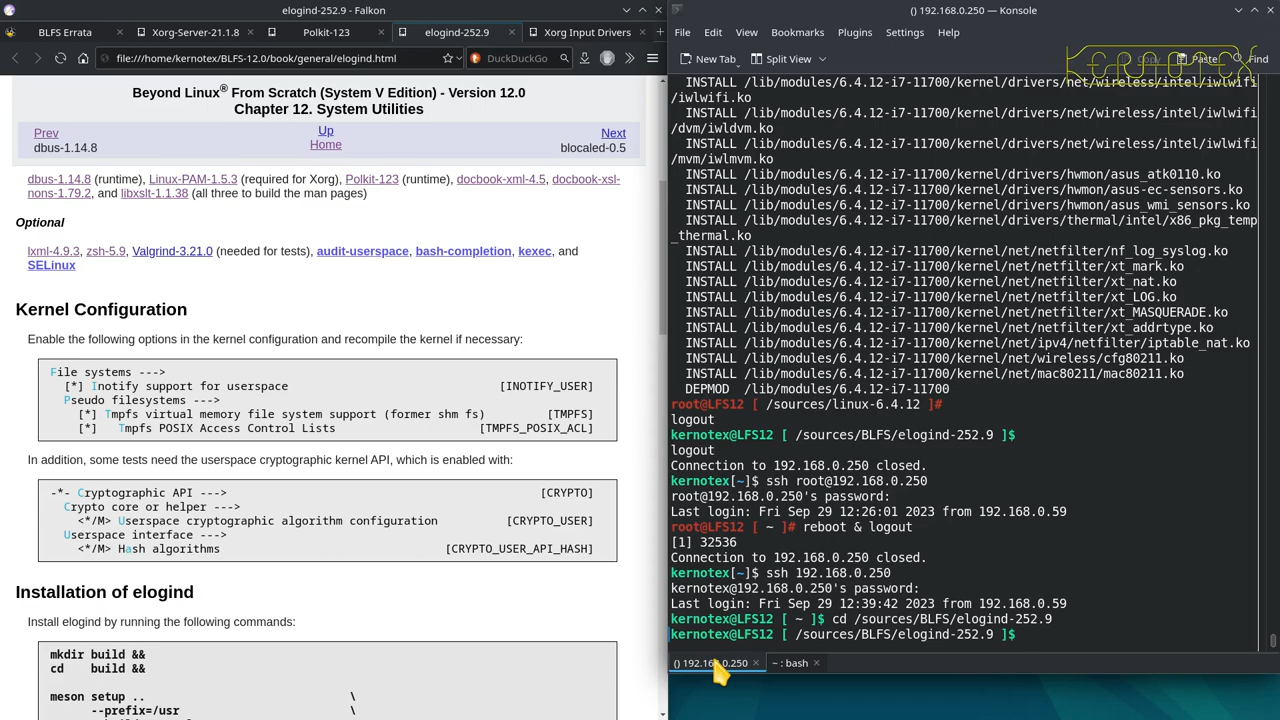 elogind-252.9 — Falkon
BLFS Errata
Xorg-Server-21.1.8
Polkit-123
elogind-252.9
Xorg Input Drivers
file:///home/kernotex/BLFS-12.0/book/general/elogind.html
DuckDuckGo
Beyond Linux® From Scratch (System V Edition) - Version 12.0
Chapter 12. System Utilities
Prev
Up
Next
dbus-1.14.8
Home
blocaled-0.5
dbus-1.14.8 (runtime), Linux-PAM-1.5.3 (required for Xorg), Polkit-123 (runtime), docbook-xml-4.5, docbook-xsl-
nons-1.79.2, and libxslt-1.1.38 (all three to build the man pages)
Optional
lxml-4.9.3, zsh-5.9, Valgrind-3.21.0 (needed for tests), audit-userspace, bash-completion, kexec, and
SELinux
Kernel Configuration
Enable the following options in the kernel configuration and recompile the kernel if necessary:
File systems --->
[*] Inotify support for userspace [INOTIFY_USER]
Pseudo filesystems --->
[*] Tmpfs virtual memory file system support (former shm fs) [TMPFS]
[*] Tmpfs POSIX Access Control Lists [TMPFS_POSIX_ACL]
In addition, some tests need the userspace cryptographic kernel API, which is enabled with:
-*- Cryptographic API ---> [CRYPTO]
Crypto core or helper --->
<*/M> Userspace cryptographic algorithm configuration [CRYPTO_USER]
Userspace interface --->
<*/M> Hash algorithms [CRYPTO_USER_API_HASH]
Installation of elogind
Install elogind by running the following commands:
mkdir build &&
cd build &&
meson setup .. \
--prefix=/usr \
() 192.168.0.250 — Konsole
File Edit View Bookmarks Plugins Settings Help
New Tab Split View Copy Paste Find
KERNOTEX
INSTALL /lib/modules/6.4.12-i7-11700/kernel/drivers/net/wireless/intel/iwlwifi
/iwlwifi.ko
INSTALL /lib/modules/6.4.12-i7-11700/kernel/drivers/net/wireless/intel/iwlwifi
/dvm/iwldvm.ko
INSTALL /lib/modules/6.4.12-i7-11700/kernel/drivers/net/wireless/intel/iwlwifi
/mvm/iwlmvm.ko
INSTALL /lib/modules/6.4.12-i7-11700/kernel/drivers/hwmon/asus_atk0110.ko
INSTALL /lib/modules/6.4.12-i7-11700/kernel/drivers/hwmon/asus-ec-sensors.ko
INSTALL /lib/modules/6.4.12-i7-11700/kernel/drivers/hwmon/asus_wmi_sensors.ko
INSTALL /lib/modules/6.4.12-i7-11700/kernel/drivers/thermal/intel/x86_pkg_temp
_thermal.ko
INSTALL /lib/modules/6.4.12-i7-11700/kernel/net/netfilter/nf_log_syslog.ko
INSTALL /lib/modules/6.4.12-i7-11700/kernel/net/netfilter/xt_mark.ko
INSTALL /lib/modules/6.4.12-i7-11700/kernel/net/netfilter/xt_nat.ko
INSTALL /lib/modules/6.4.12-i7-11700/kernel/net/netfilter/xt_LOG.ko
INSTALL /lib/modules/6.4.12-i7-11700/kernel/net/netfilter/xt_MASQUERADE.ko
INSTALL /lib/modules/6.4.12-i7-11700/kernel/net/netfilter/xt_addrtype.ko
INSTALL /lib/modules/6.4.12-i7-11700/kernel/net/ipv4/netfilter/iptable_nat.ko
INSTALL /lib/modules/6.4.12-i7-11700/kernel/net/wireless/cfg80211.ko
INSTALL /lib/modules/6.4.12-i7-11700/kernel/net/mac80211/mac80211.ko
DEPMOD /lib/modules/6.4.12-i7-11700
root@LFS12 [ /sources/linux-6.4.12 ]#
logout
kernotex@LFS12 [ /sources/BLFS/elogind-252.9 ]$
logout
Connection to 192.168.0.250 closed.
kernotex[~]$ ssh root@192.168.0.250
root@192.168.0.250's password:
Last login: Fri Sep 29 12:26:01 2023 from 192.168.0.59
root@LFS12 [ ~ ]# reboot & logout
[1] 32536
Connection to 192.168.0.250 closed.
kernotex[~]$ ssh 192.168.0.250
kernotex@192.168.0.250's password:
Last login: Fri Sep 29 12:39:42 2023 from 192.168.0.59
kernotex@LFS12 [ ~ ]$ cd /sources/BLFS/elogind-252.9
kernotex@LFS12 [ /sources/BLFS/elogind-252.9 ]$
() 192.168.0.250
~ : bash